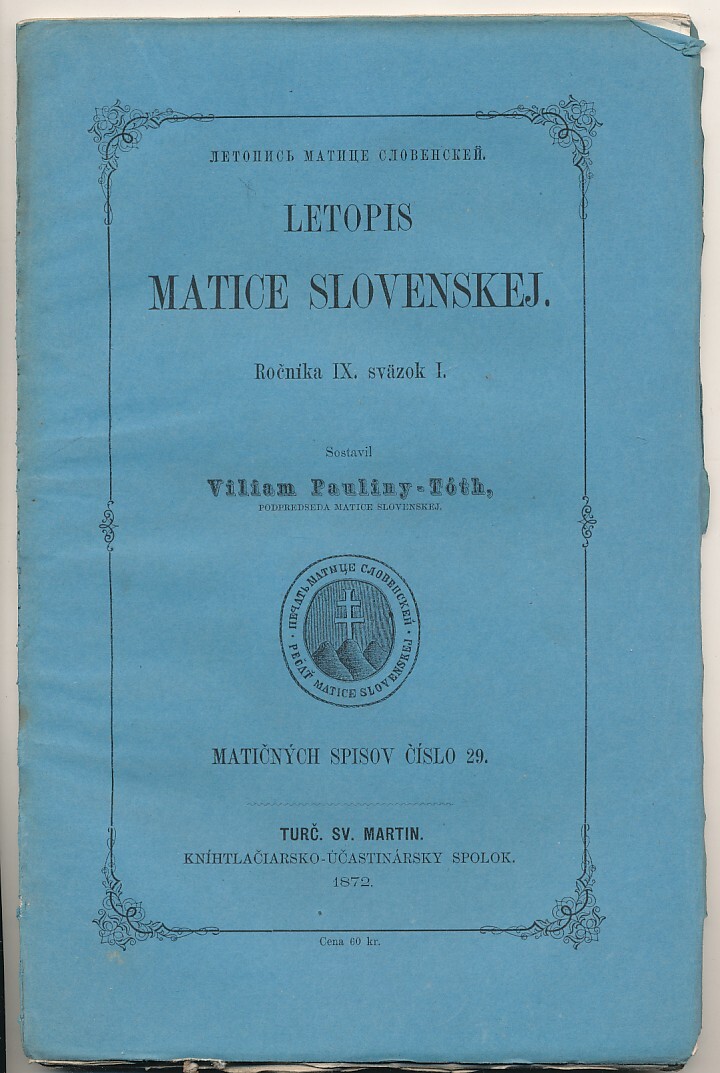 ЛЕТОПИСЬ МАТИЦЕ СЛОВЕНСКЕЙ.
LETOPIS
MATICE SLOVENSKEJ.
Ročníka IX. sväzok I.
Sostavil
Viliam Pauliny-Tóth,
PODPREDSEDA MATICE SLOVENSKEJ.
ПЕЧАТЬ МАТИЦЕ СЛОВЕНСКЕЙ
PEČAŤ MATICE SLOVENSKEJ
MATIČNÝCH SPISOV ČÍSLO 29.
TURČ. SV. MARTIN.
KNÍHTLAČIARSKO-ÚČASTINÁRSKY SPOLOK.
1872.
Cena 60 kr.